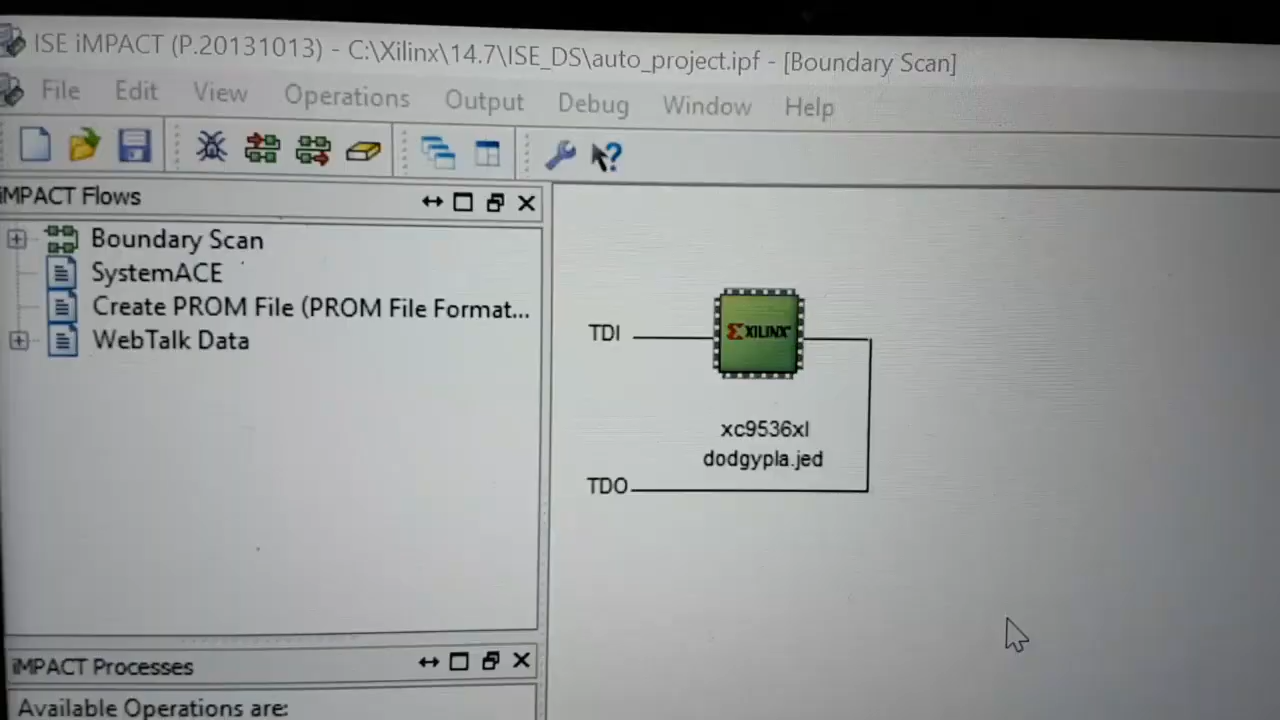 ISE iMPACT (P.20131013) - C:\Xilinx\14.7\ISE_DS\auto_project.ipf - [Boundary Scan]
File Edit View Operations Output Debug Window Help
iMPACT Flows
Boundary Scan
SystemACE
Create PROM File (PROM File Format...
WebTalk Data
TDI
XILINX
xc9536xl
dodgypla.jed
TDO
iMPACT Processes
Available Operations are: